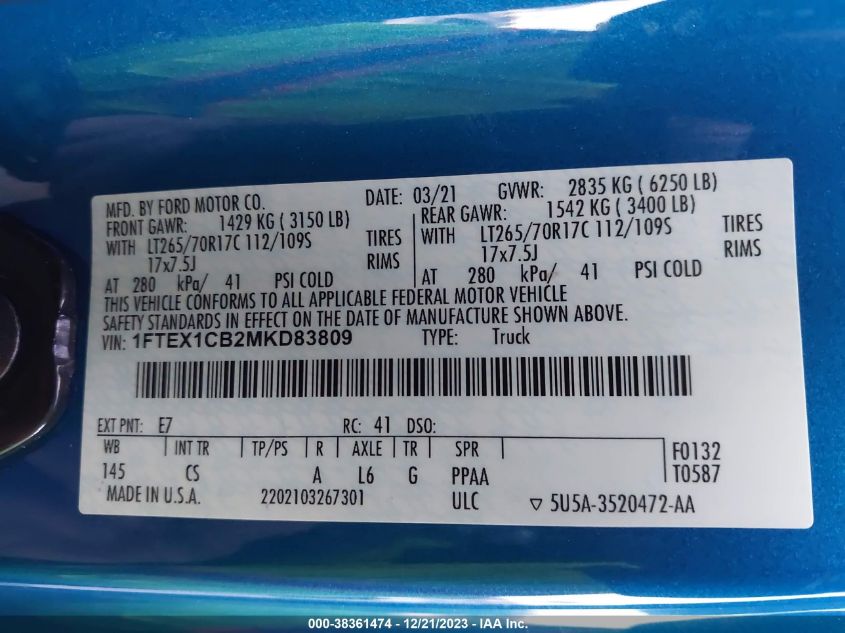 MFD. BY FORD MOTOR CO. DATE: 03/21 GVWR: 2835 KG ( 6250 LB)
FRONT GAWR: 1429 KG ( 3150 LB) REAR GAWR: 1542 KG ( 3400 LB)
WITH LT265/70R17C 112/109S TIRES WITH LT265/70R17C 112/109S TIRES
17x7.5J RIMS 17x7.5J RIMS
AT 280 kPa/ 41 PSI COLD AT 280 kPa/ 41 PSI COLD
THIS VEHICLE CONFORMS TO ALL APPLICABLE FEDERAL MOTOR VEHICLE
SAFETY STANDARDS IN EFFECT ON THE DATE OF MANUFACTURE SHOWN ABOVE.
VIN: 1FTEX1CB2MKD83809 TYPE: Truck
EXT PNT: E7 RC: 41 DSO:
WB INT TR TP/PS R AXLE TR SPR F0132
145 CS A L6 G PPAA T0587
MADE IN U.S.A. 2202103267301 ULC ▽ 5U5A-3520472-AA
000-38361474 - 12/21/2023 - IAA Inc.